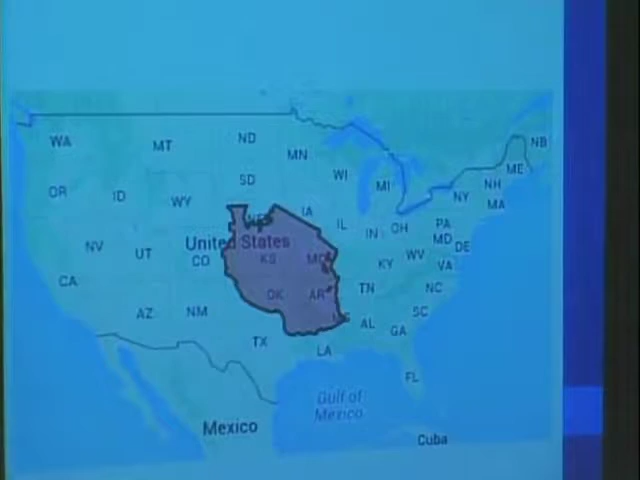 WA
MT
ND
MN
NB
ME
OR
ID
WY
SD
WI
MI
NY
NH
MA
NE
IA
IL
IN
OH
PA
MD
DE
NV
UT
United States
CO
KS
MO
KY
WV
VA
CA
AZ
NM
OK
AR
TN
NC
SC
TX
LA
AL
GA
FL
Gulf of
Mexico
Mexico
Cuba